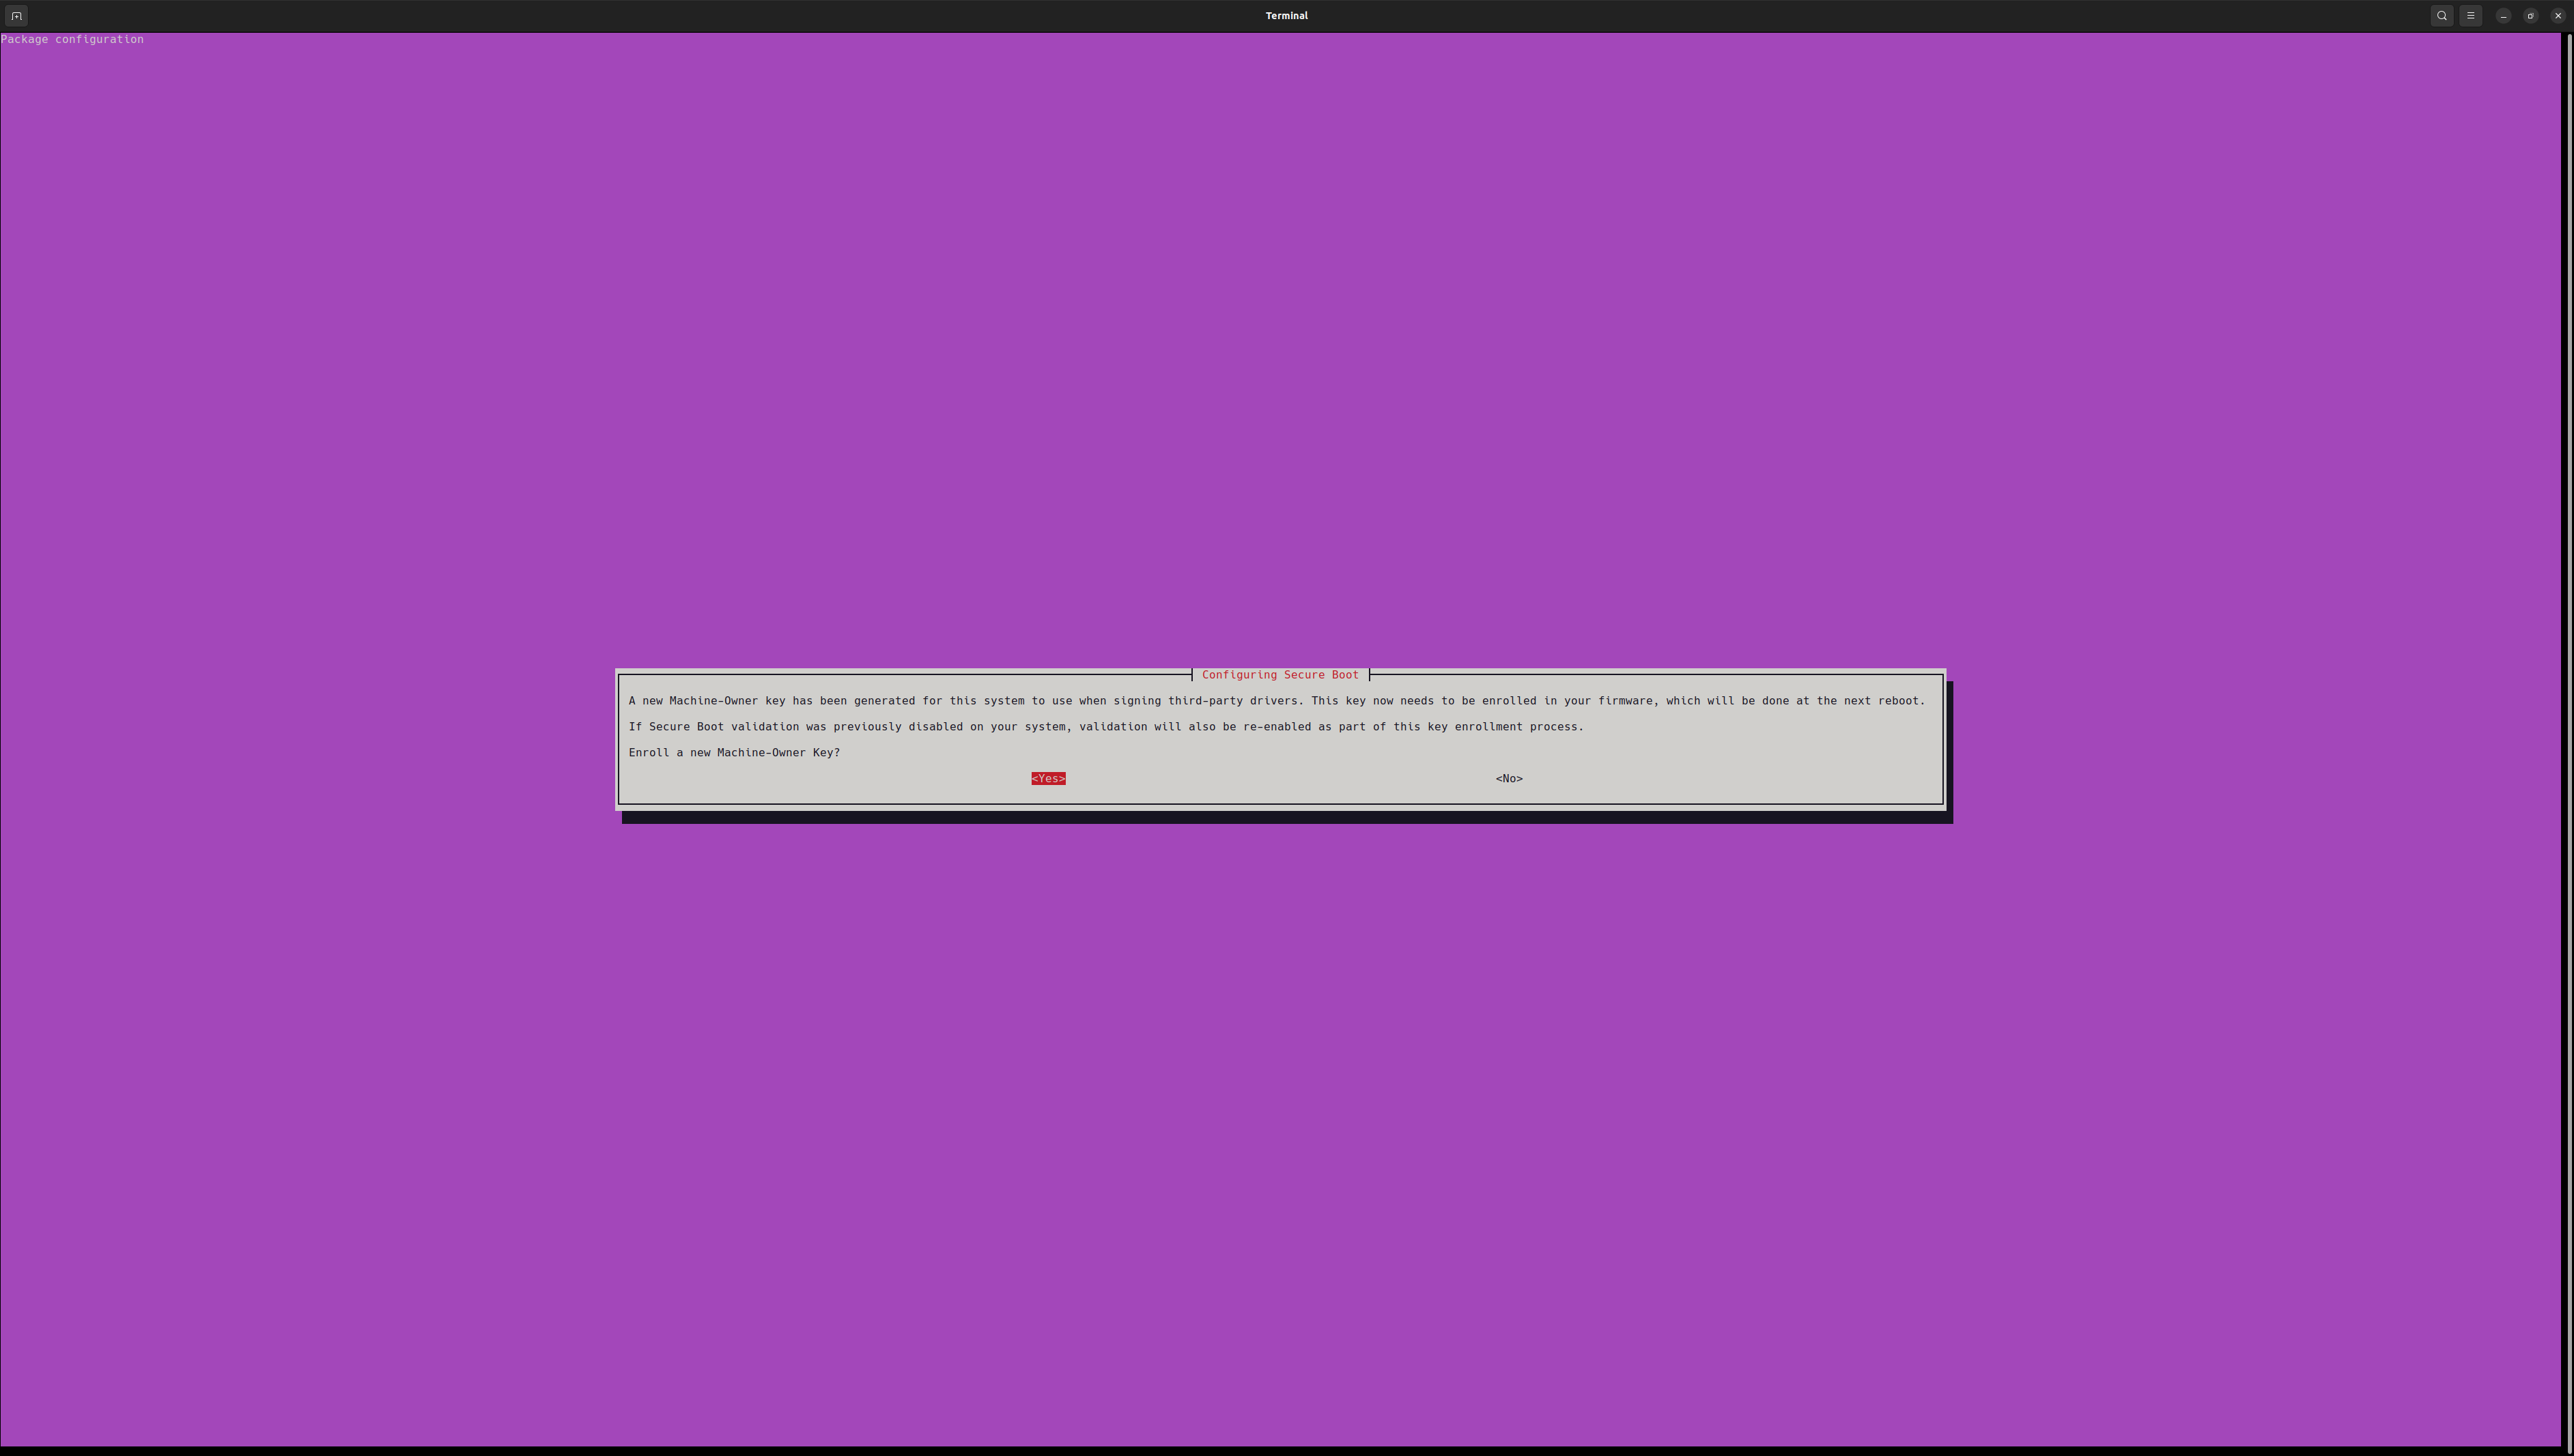 Terminal
Package configuration
Configuring Secure Boot
A new Machine-Owner key has been generated for this system to use when signing third-party drivers. This key now needs to be enrolled in your firmware, which will be done at the next reboot.
If Secure Boot validation was previously disabled on your system, validation will also be re-enabled as part of this key enrollment process.
Enroll a new Machine-Owner Key?
<Yes> <No>